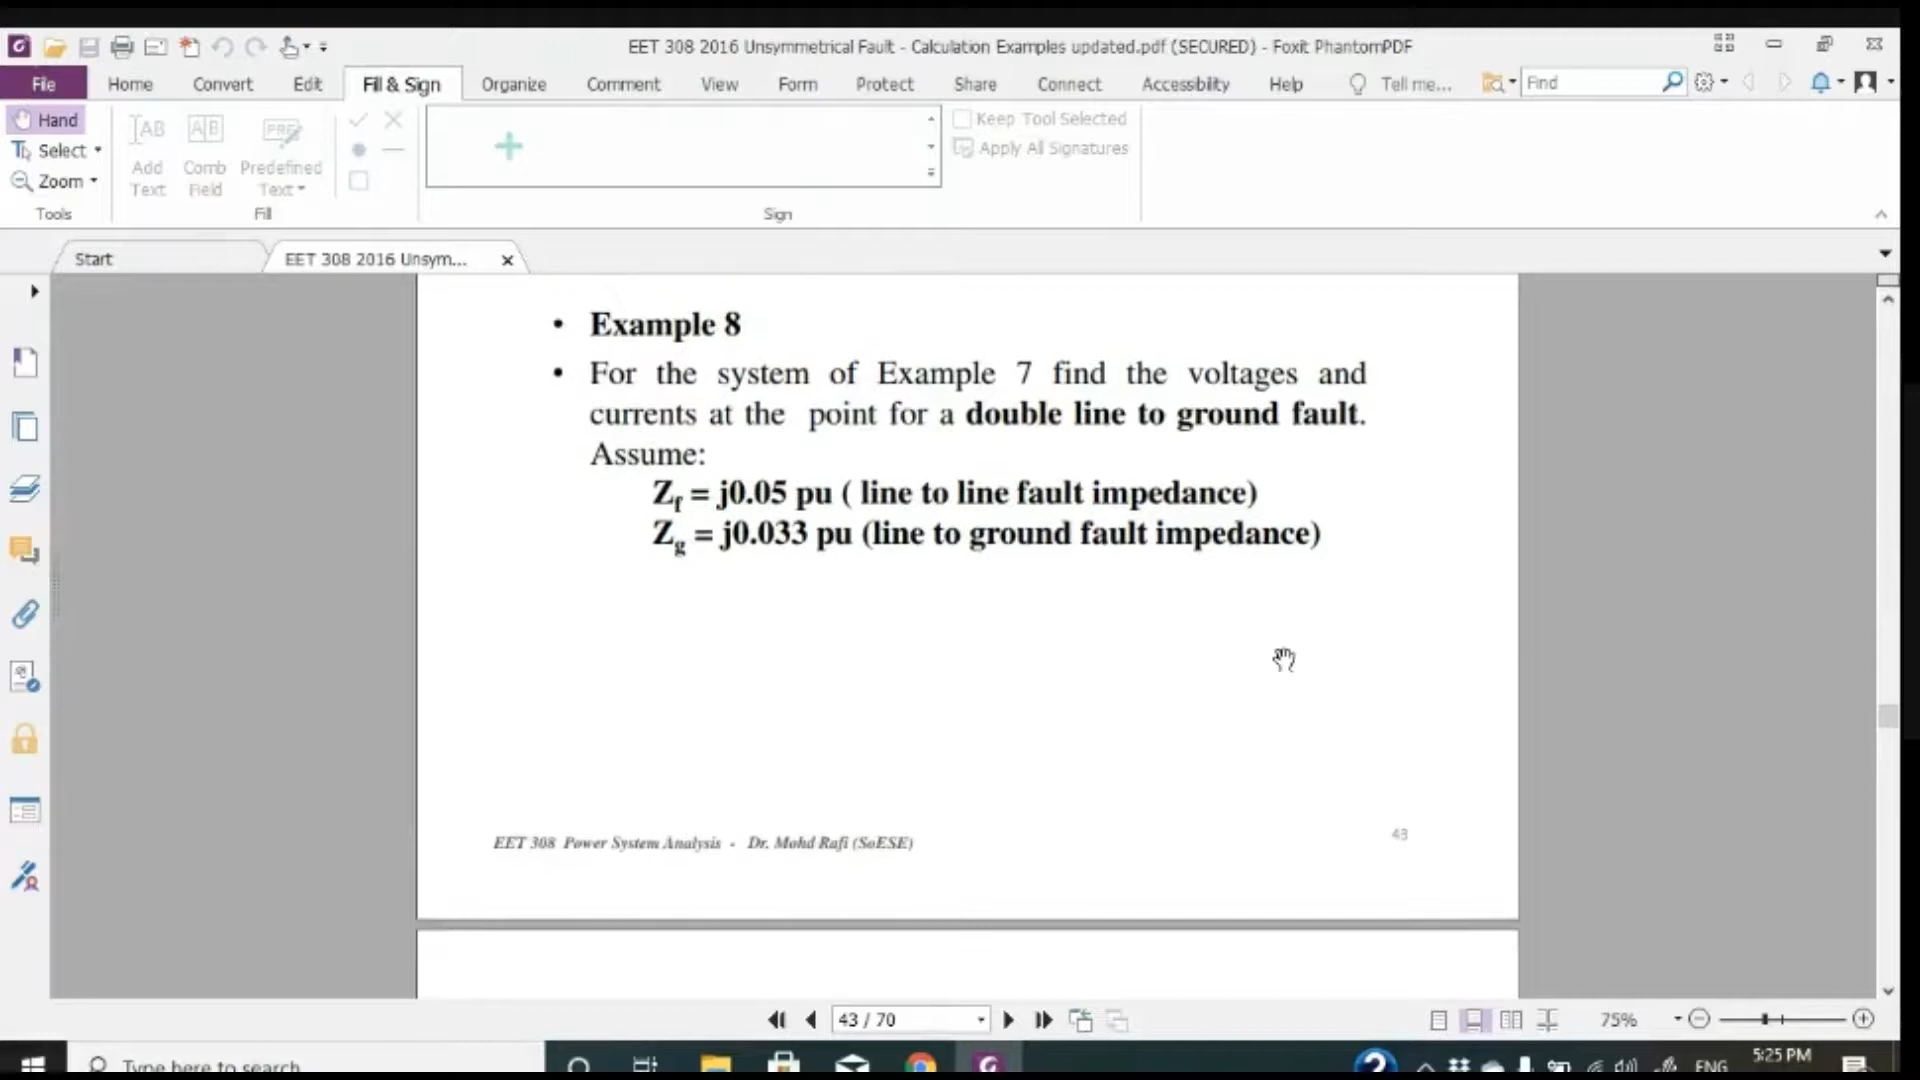 EET 308 2016 Unsymmetrical Fault - Calculation Examples updated.pdf (SECURED) - Foxit PhantomPDF
File Home Convert Edit Fill & Sign Organize Comment View Form Protect Share Connect Accessibility Help Tell me... Find
Hand
Select
Zoom
Tools
Add Text
Comb Field
Predefined Text
Fill
Sign
Keep Tool Selected
Apply All Signatures
Start
EET 308 2016 Unsym...
• Example 8
• For the system of Example 7 find the voltages and
currents at the point for a double line to ground fault.
Assume:
Zf = j0.05 pu ( line to line fault impedance)
Zg = j0.033 pu (line to ground fault impedance)
EET 308 Power System Analysis - Dr. Mohd Rafi (SoESE)
43
43 / 70
75%
Type here to search
ENG
5:25 PM